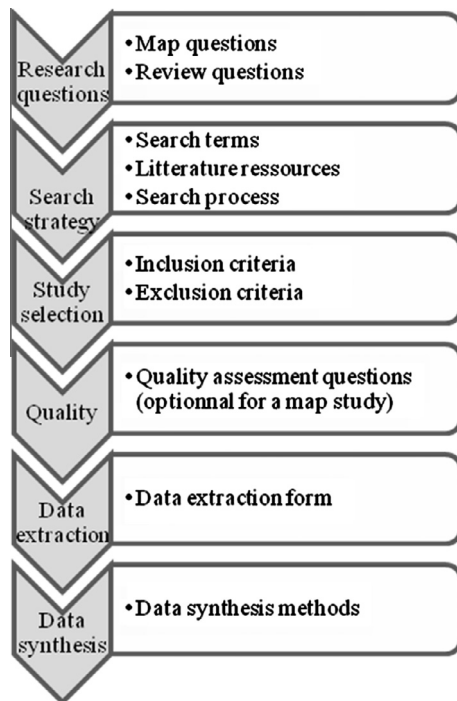 Research
questions
• Map questions
• Review questions
Search
strategy
• Search terms
• Litterature ressources
• Search process
Study
selection
• Inclusion criteria
• Exclusion criteria
Quality
• Quality assessment questions
(optionnal for a map study)
Data
extraction
• Data extraction form
Data
synthesis
• Data synthesis methods